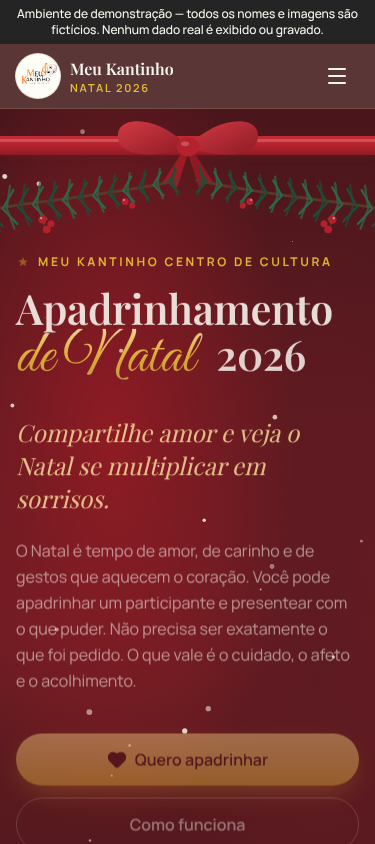 Ambiente de demonstração — todos os nomes e imagens são
fictícios. Nenhum dado real é exibido ou gravado.
Meu Kantinho
NATAL 2026
MEU KANTINHO CENTRO DE CULTURA
Apadrinhamento
de Natal 2026
Compartilhe amor e veja o
Natal se multiplicar em
sorrisos.
O Natal é tempo de amor, de carinho e de
gestos que aquecem o coração. Você pode
apadrinhar um participante e presentear com
o que puder. Não precisa ser exatamente o
que foi pedido. O que vale é o cuidado, o afeto
e o acolhimento.
Quero apadrinhar
Como funciona